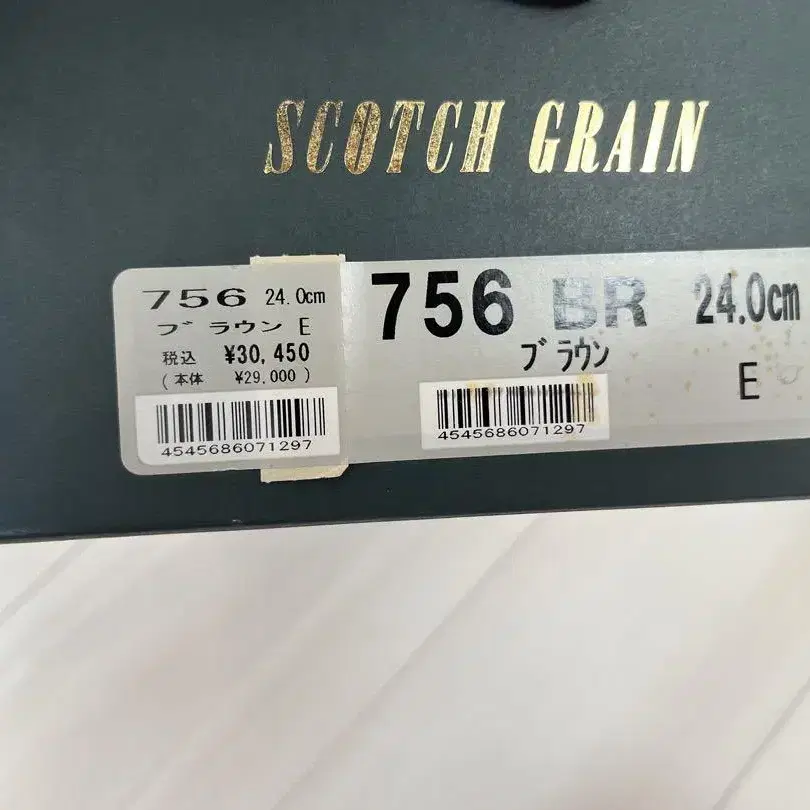 SCOTCH GRAIN
756 24.0cm
ブラウン E
税込 ¥30,450
(本体 ¥29,000)
4545686071297
756 BR 24.0cm
ブラウン
E
4545686071297